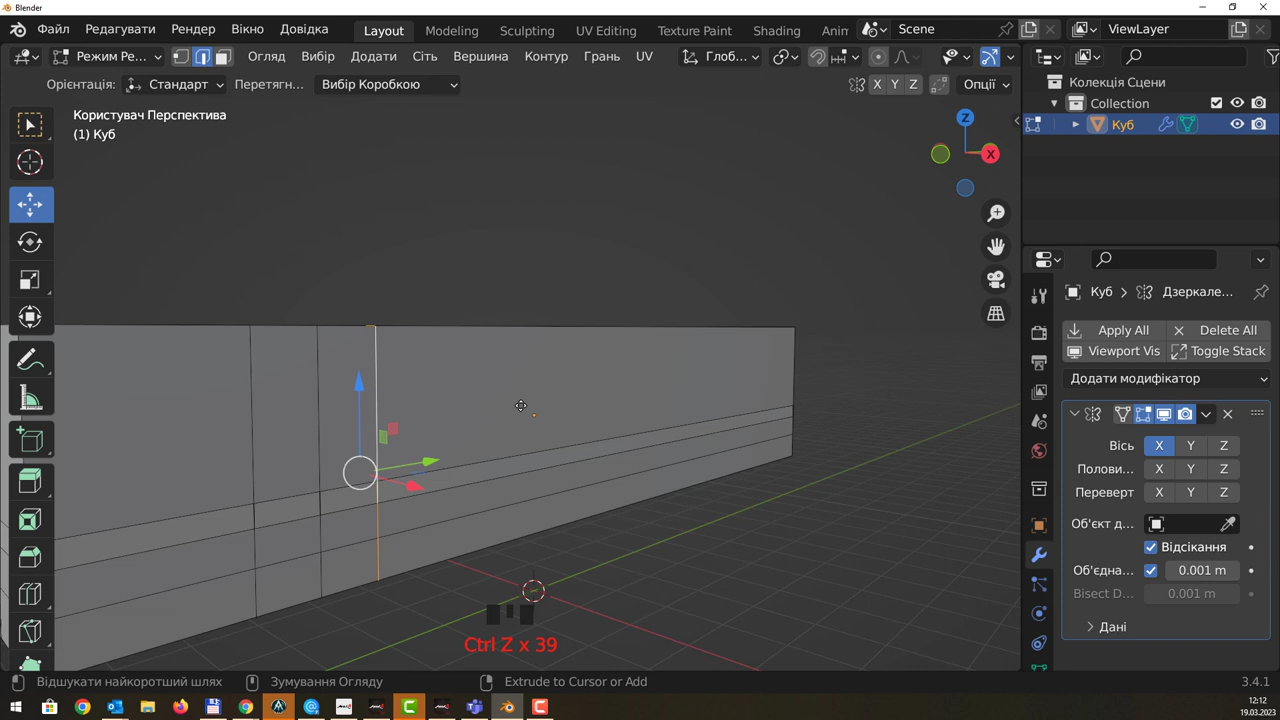 Blender
Файл Редагувати Рендер Вікно Довідка Layout Modeling Sculpting UV Editing Texture Paint Shading Anin Scene ViewLayer
Режим Ре... Огляд Вибір Додати Сіть Вершина Контур Грань UV Глоб...
Орієнтація: Стандарт Перетягн... Вибір Коробкою X Y Z Опції
Користувач Перспектива
(1) Куб
Z
X
Колекція Сцени
Collection
Куб
Куб Дзеркале...
Apply All Delete All
Viewport Vis Toggle Stack
Додати модифікатор
Вісь X Y Z
Полови... X Y Z
Переверт X Y Z
Об'єкт д...
Відсікання
Об'єдна... 0.001 m
Bisect D... 0.001 m
Дані
Ctrl Z x 39
Відшукати найкоротший шлях Зумування Огляду Extrude to Cursor or Add 3.4.1
12:12
19.03.2023